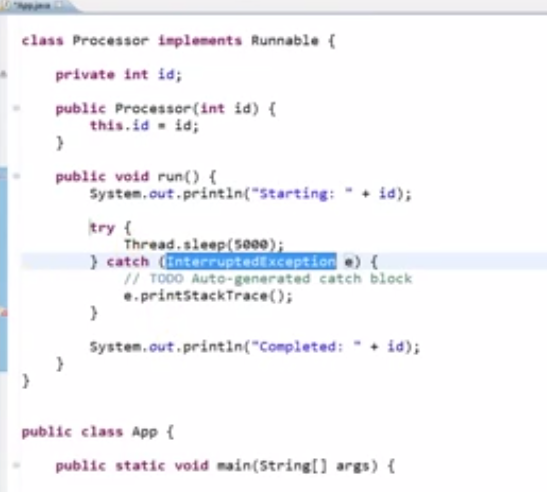 *App.java
class Processor implements Runnable {
private int id;
public Processor(int id) {
this.id = id;
}
public void run() {
System.out.println("Starting: " + id);
try {
Thread.sleep(5000);
} catch (InterruptedException e) {
// TODO Auto-generated catch block
e.printStackTrace();
}
System.out.println("Completed: " + id);
}
}
public class App {
public static void main(String[] args) {